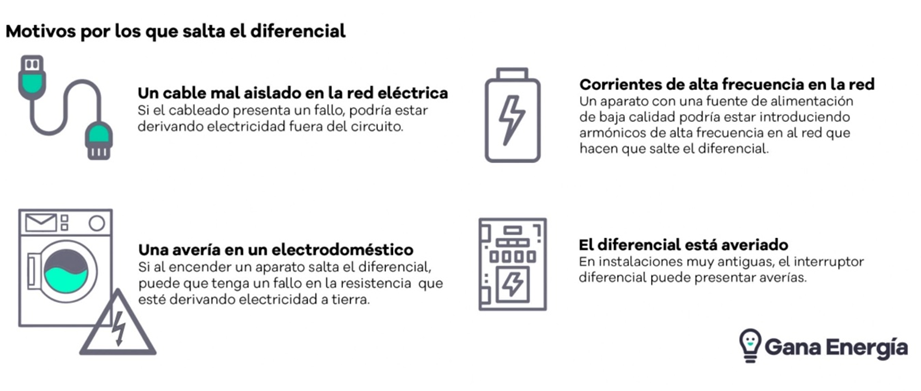 Motivos por los que salta el diferencial
Un cable mal aislado en la red eléctrica
Si el cableado presenta un fallo, podría estar
derivando electricidad fuera del circuito.
Corrientes de alta frecuencia en la red
Un aparato con una fuente de alimentación
de baja calidad podría estar introduciendo
armónicos de alta frecuencia en al red que
hacen que salte el diferencial.
Una avería en un electrodoméstico
Si al encender un aparato salta el diferencial,
puede que tenga un fallo en la resistencia que
esté derivando electricidad a tierra.
El diferencial está averiado
En instalaciones muy antiguas, el interruptor
diferencial puede presentar averías.
Gana Energía